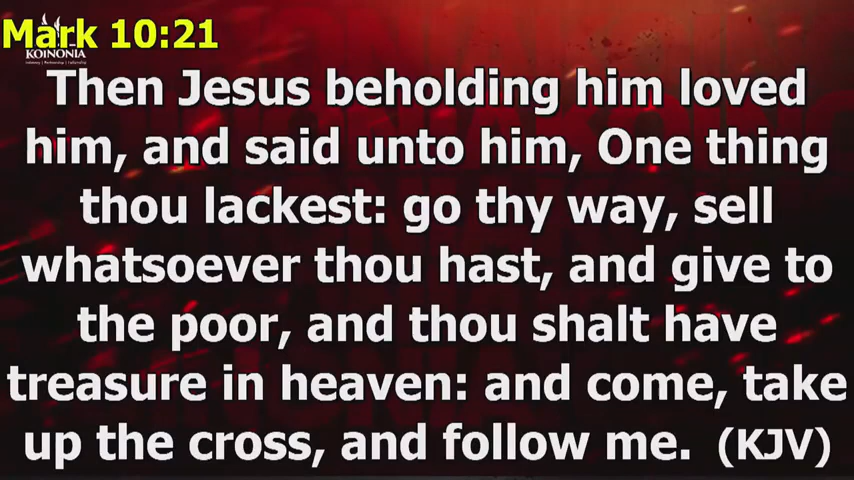 Mark 10:21
KOINONIA
Then Jesus beholding him loved
him, and said unto him, One thing
thou lackest: go thy way, sell
whatsoever thou hast, and give to
the poor, and thou shalt have
treasure in heaven: and come, take
up the cross, and follow me. (KJV)